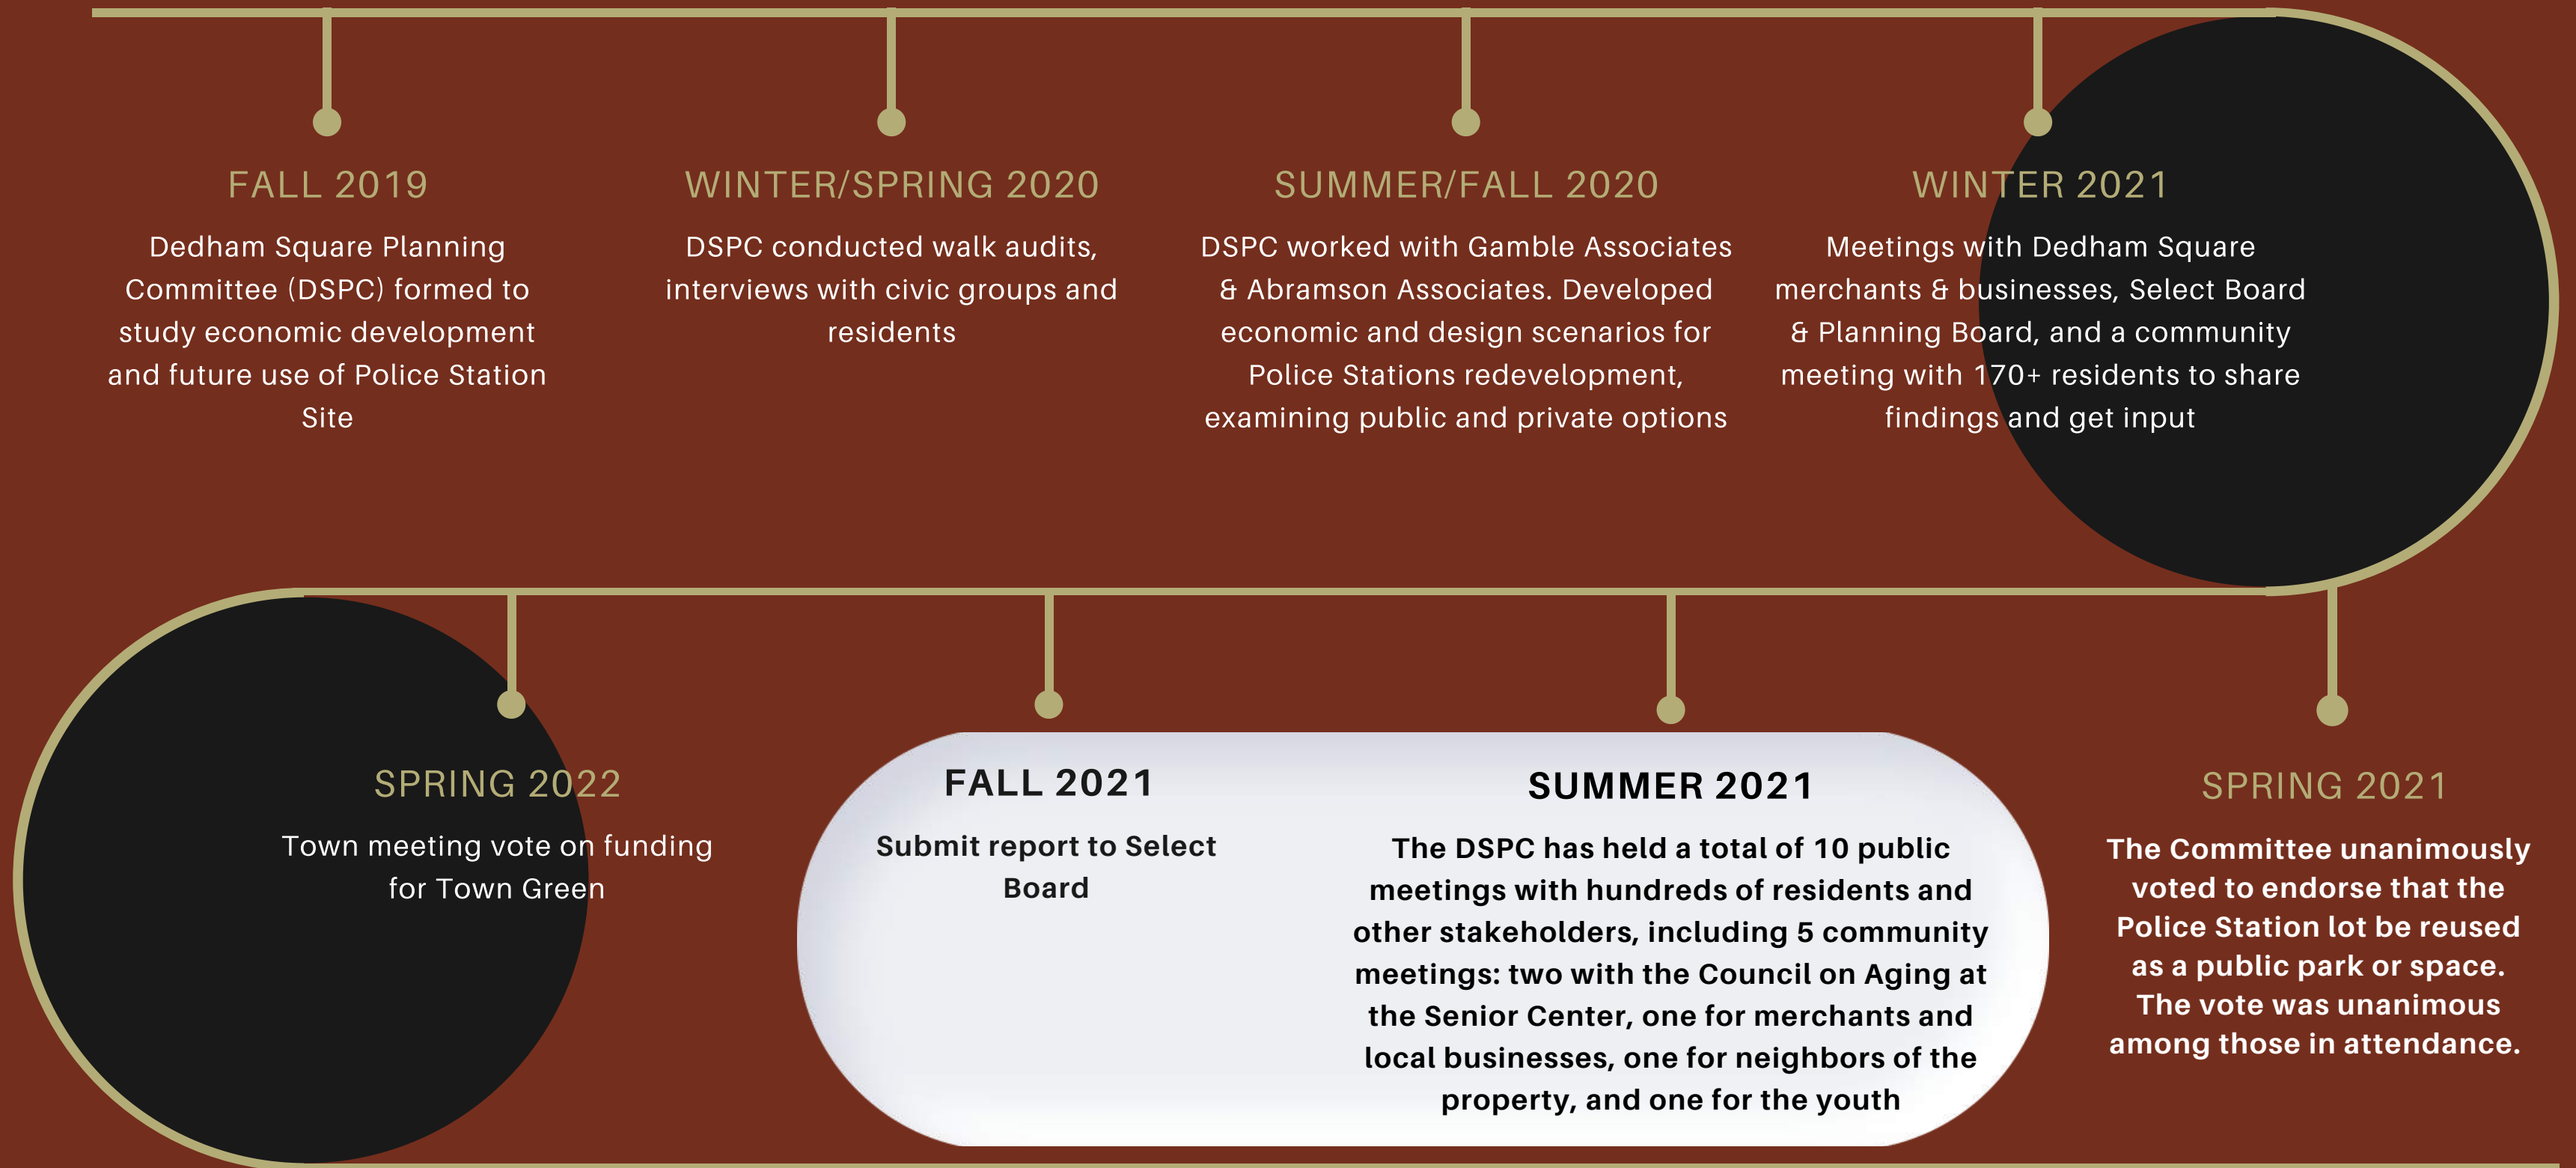 FALL 2019
Dedham Square Planning
Committee (DSPC) formed to
study economic development
and future use of Police Station
Site
WINTER/SPRING 2020
DSPC conducted walk audits,
interviews with civic groups and
residents
SUMMER/FALL 2020
DSPC worked with Gamble Associates
& Abramson Associates. Developed
economic and design scenarios for
Police Stations redevelopment,
examining public and private options
WINTER 2021
Meetings with Dedham Square
merchants & businesses, Select Board
& Planning Board, and a community
meeting with 170+ residents to share
findings and get input
SPRING 2022
Town meeting vote on funding
for Town Green
FALL 2021
Submit report to Select
Board
SUMMER 2021
The DSPC has held a total of 10 public
meetings with hundreds of residents and
other stakeholders, including 5 community
meetings: two with the Council on Aging at
the Senior Center, one for merchants and
local businesses, one for neighbors of the
property, and one for the youth
SPRING 2021
The Committee unanimously
voted to endorse that the
Police Station lot be reused
as a public park or space.
The vote was unanimous
among those in attendance.